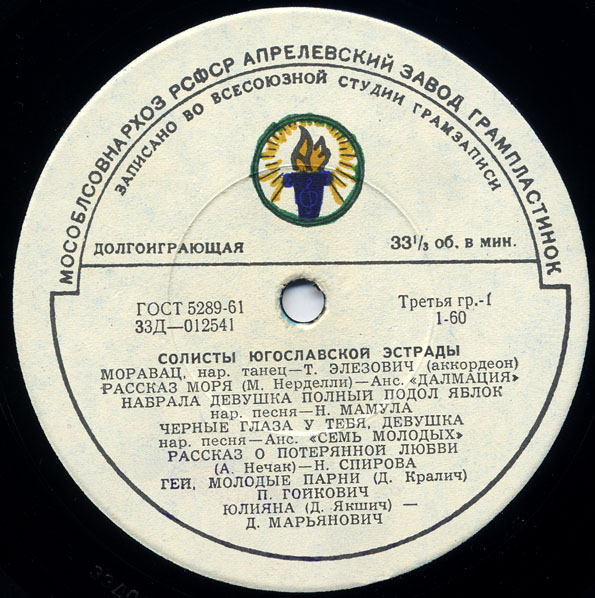 МОСОБЛСОВНАРХОЗ РСФСР АПРЕЛЕВСКИЙ ЗАВОД ГРАМПЛАСТИНОК
ЗАПИСАНО ВО ВСЕСОЮЗНОЙ СТУДИИ ГРАМЗАПИСИ
ДОЛГОИГРАЮЩАЯ
33 1/3 об. в мин.
ГОСТ 5289-61
33Д—012541
Третья гр.-1
1-60
СОЛИСТЫ ЮГОСЛАВСКОЙ ЭСТРАДЫ
МОРАВАЦ, нар. танец—Т. ЭЛЕЗОВИЧ (аккордеон)
РАССКАЗ МОРЯ (М. Нерделли)—Анс. «ДАЛМАЦИЯ»
НАБРАЛА ДЕВУШКА ПОЛНЫЙ ПОДОЛ ЯБЛОК
нар. песня—Н. МАМУЛА
ЧЕРНЫЕ ГЛАЗА У ТЕБЯ, ДЕВУШКА
нар. песня—Анс. «СЕМЬ МОЛОДЫХ»
РАССКАЗ О ПОТЕРЯННОЙ ЛЮБВИ
(А. Нечак)—Н. СПИРОВА
ГЕЙ, МОЛОДЫЕ ПАРНИ (Д. Кралич)
П. ГОЙКОВИЧ
ЮЛИЯНА (Д. Якшич) —
Д. МАРЬЯНОВИЧ